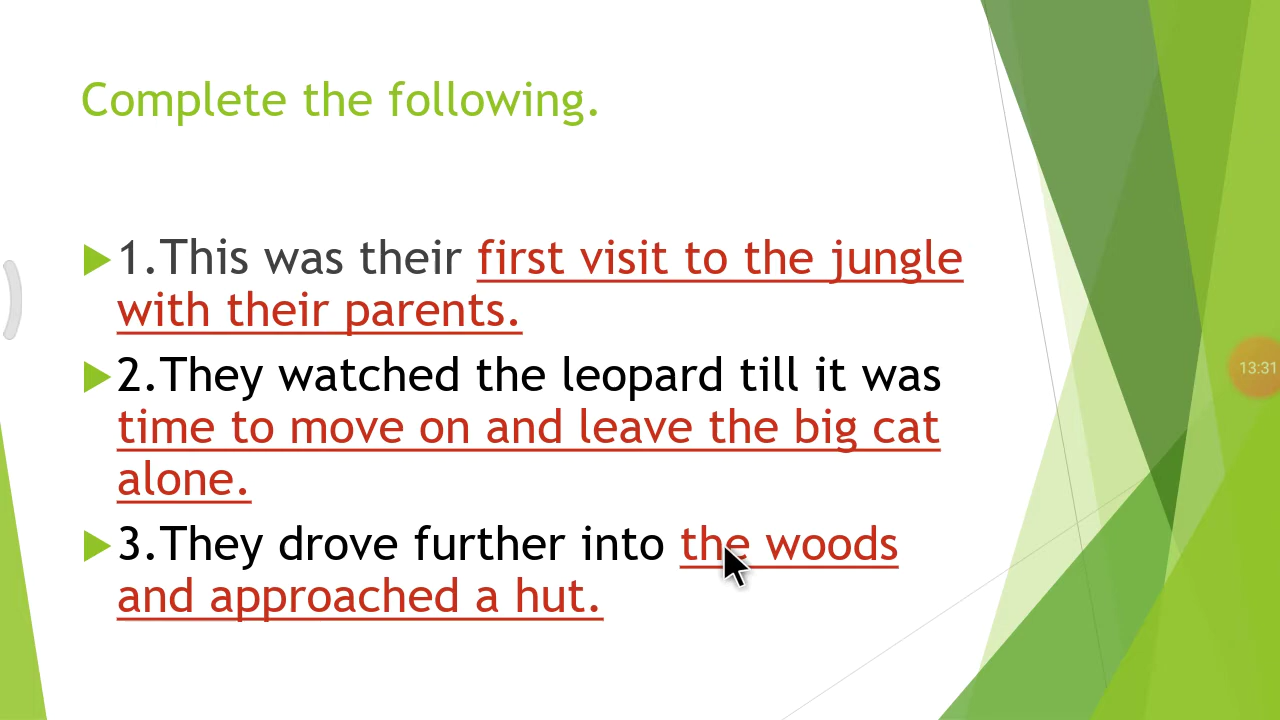 Complete the following.
1.This was their first visit to the jungle
with their parents.
2.They watched the leopard till it was
time to move on and leave the big cat
alone.
3.They drove further into the woods
and approached a hut.
13:31